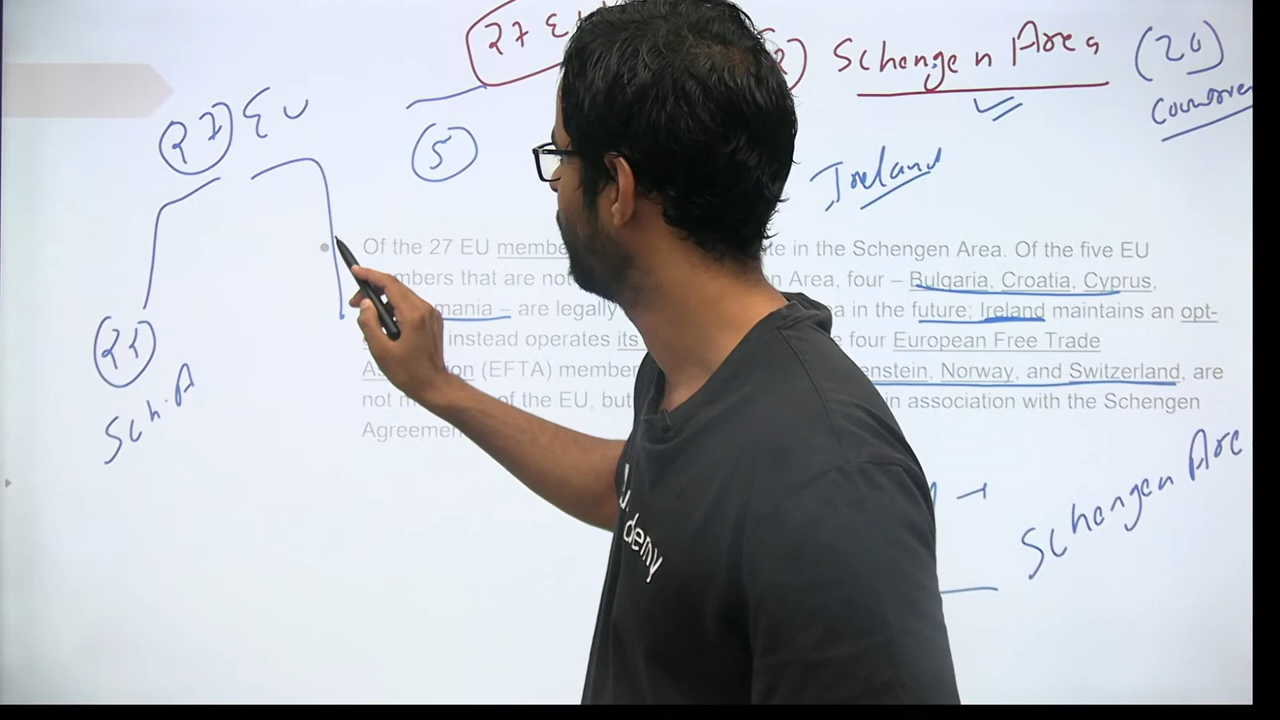 27 E
Schengen Area (26)
27 EU
5
Ireland
Of the 27 EU membe te in the Schengen Area. Of the five EU
mbers that are not n Area, four – Bulgaria, Croatia, Cyprus,
mania – are legally a in the future; Ireland maintains an opt-
instead operates its e four European Free Trade
As on (EFTA) member enstein, Norway, and Switzerland, are
not m of the EU, but in association with the Schengen
Agreemen
Sch.A
Schengen Are
demy